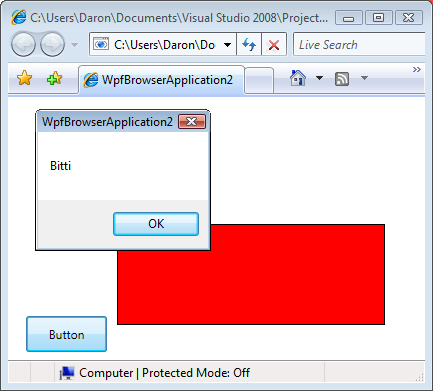 C:\Users\Daron\Documents\Visual Studio 2008\Project...
C:\Users\Daron\Do
Live Search
WpfBrowserApplication2
WpfBrowserApplication2
Bitti
OK
Button
Computer | Protected Mode: Off